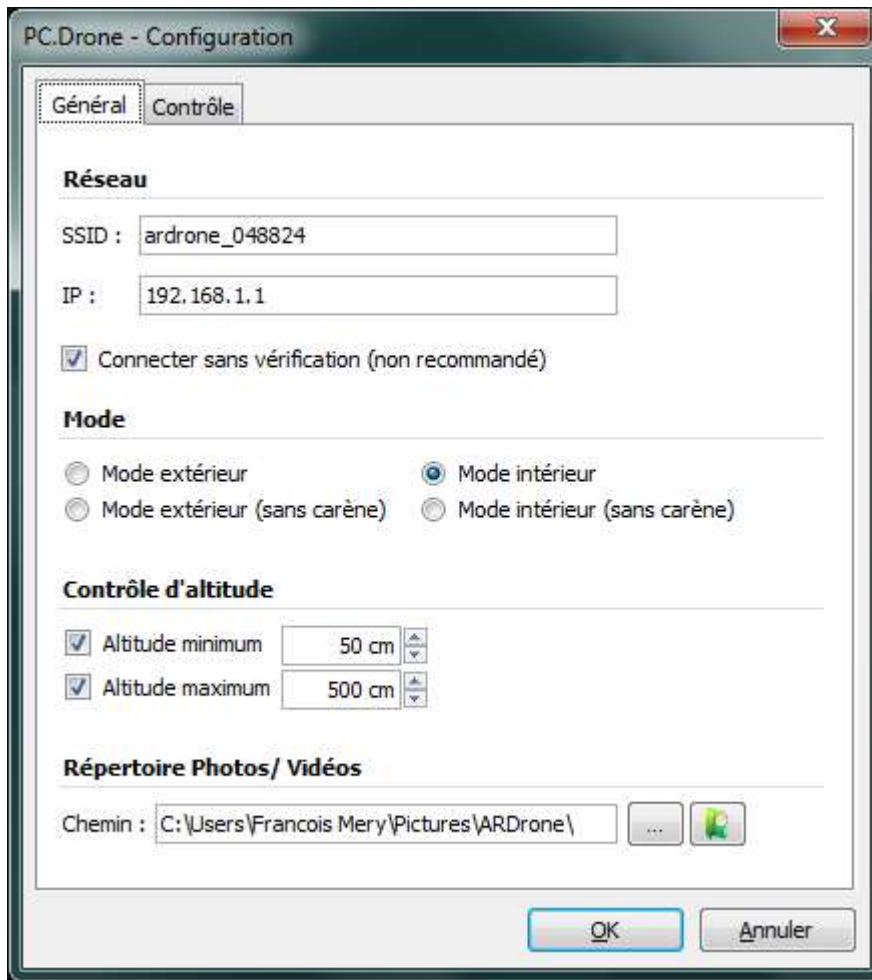 PC.Drone - Configuration
Général Contrôle
Réseau
SSID : ardrone_048824
IP : 192.168.1.1
Connecter sans vérification (non recommandé)
Mode
Mode extérieur Mode intérieur
Mode extérieur (sans carène) Mode intérieur (sans carène)
Contrôle d'altitude
Altitude minimum 50 cm
Altitude maximum 500 cm
Répertoire Photos/ Vidéos
Chemin : C:\Users\Francois Mery\Pictures\ARDrone\ ...
OK Annuler